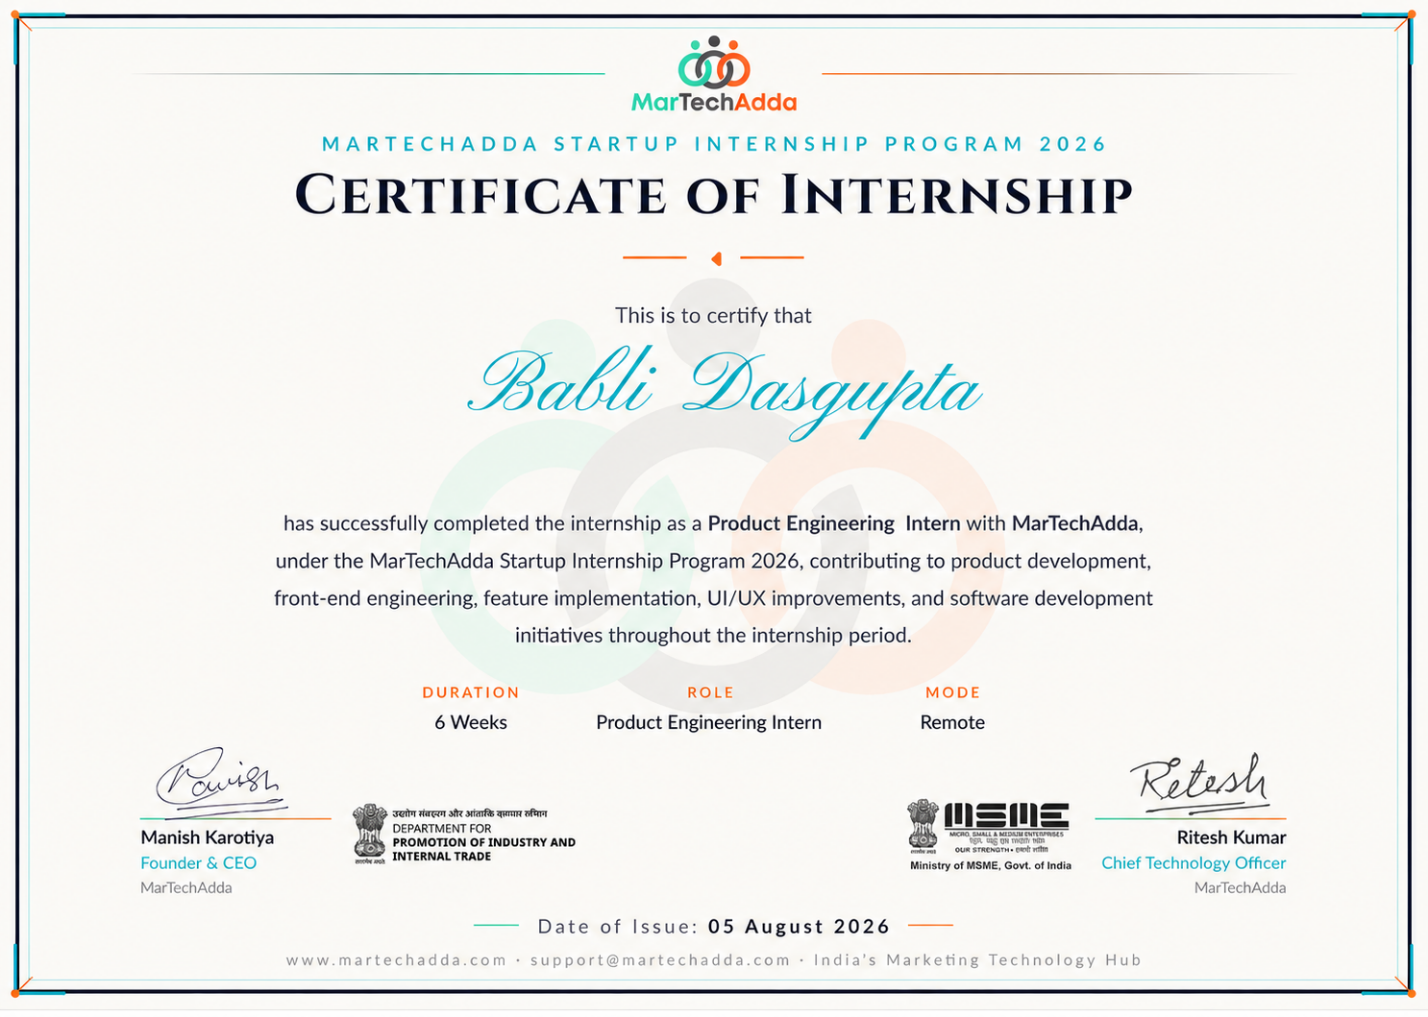 MarTechAdda
MARTECHADDA STARTUP INTERNSHIP PROGRAM 2026
CERTIFICATE OF INTERNSHIP
This is to certify that
Babli Dasgupta
has successfully completed the internship as a Product Engineering Intern with MarTechAdda,
under the MarTechAdda Startup Internship Program 2026, contributing to product development,
front-end engineering, feature implementation, UI/UX improvements, and software development
initiatives throughout the internship period.
DURATION
6 Weeks
ROLE
Product Engineering Intern
MODE
Remote
Manish Karotiya
Founder & CEO
MarTechAdda
DEPARTMENT FOR
PROMOTION OF INDUSTRY AND
INTERNAL TRADE
MSME
MICRO, SMALL & MEDIUM ENTERPRISES
OUR STRENGTH •
Ministry of MSME, Govt. of India
Retesh
Ritesh Kumar
Chief Technology Officer
MarTechAdda
Date of Issue: 05 August 2026
www.martechadda.com · support@martechadda.com · India's Marketing Technology Hub